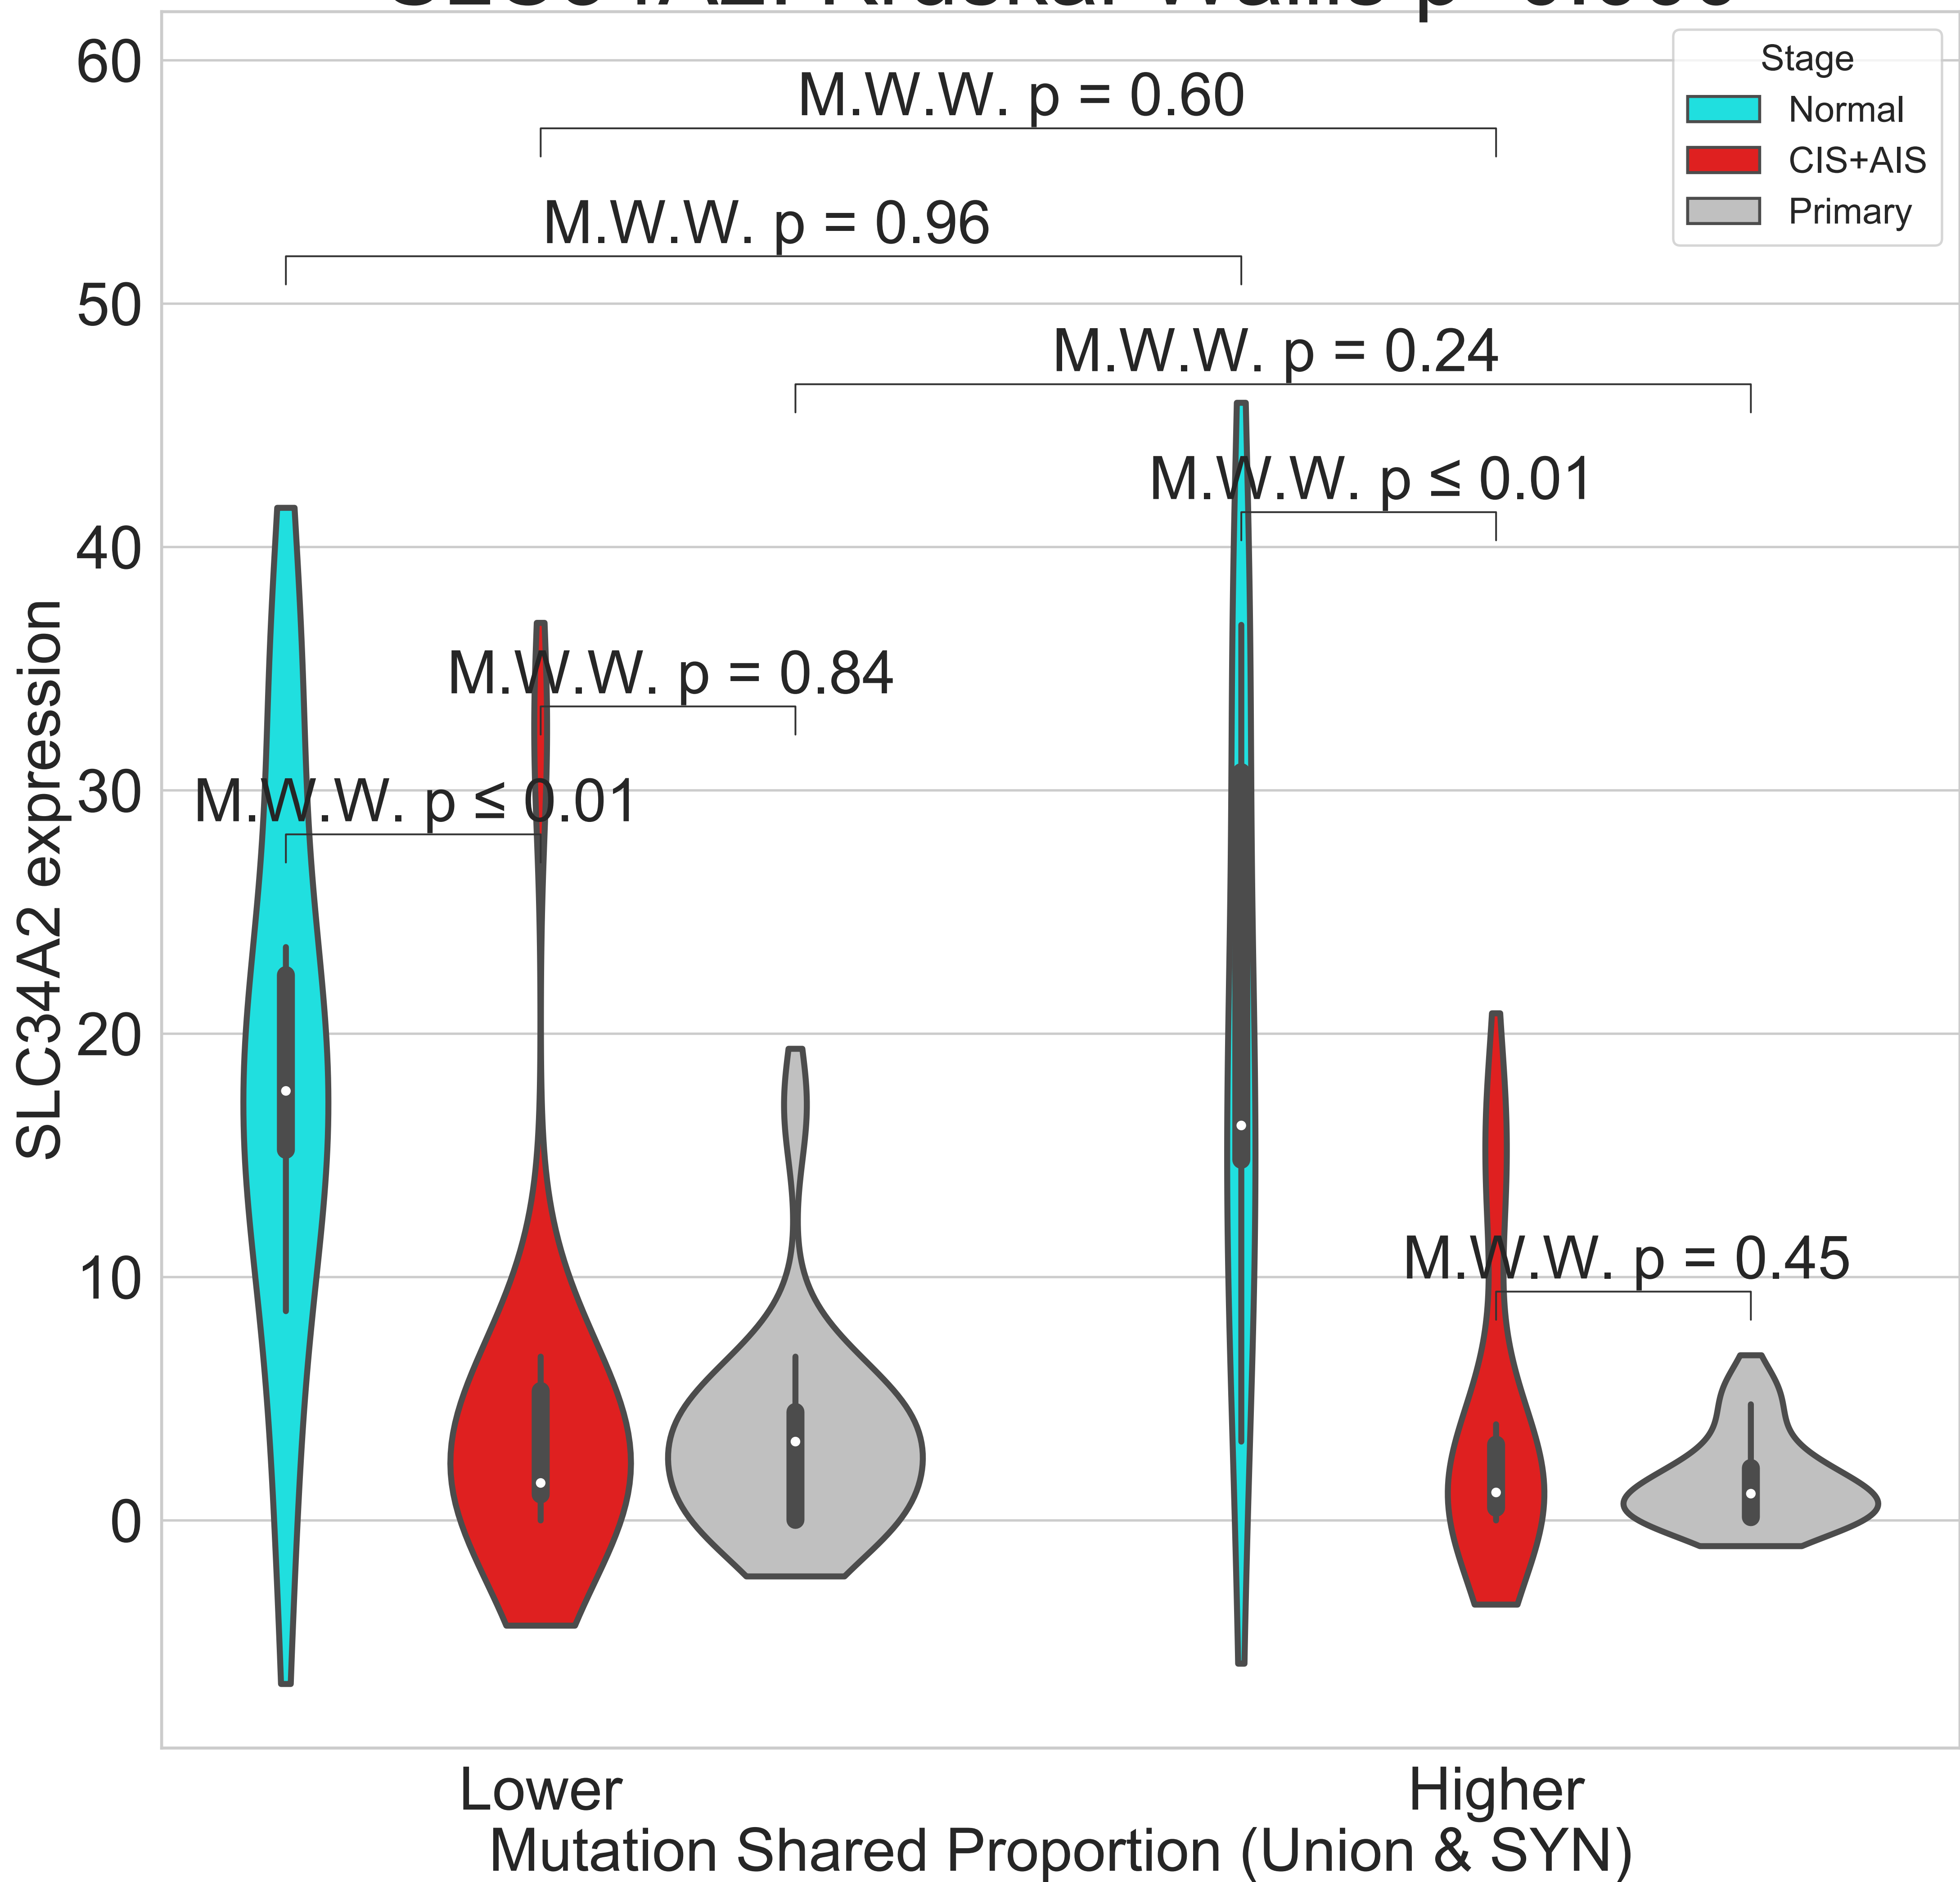 60
50
40
30
20
10
0
SLC34A2 expression
Stage
Normal
CIS+AIS
Primary
M.W.W. p = 0.60
M.W.W. p = 0.96
M.W.W. p = 0.24
M.W.W. p ≤ 0.01
M.W.W. p = 0.84
M.W.W. p ≤ 0.01
M.W.W. p = 0.45
Lower
Higher
Mutation Shared Proportion (Union & SYN)